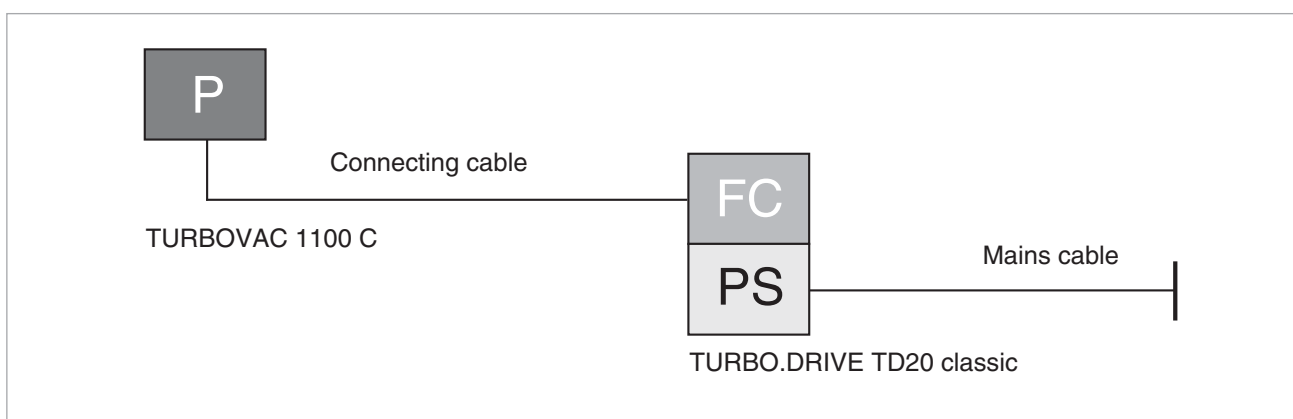 P
Connecting cable
FC
TURBOVAC 1100 C
Mains cable
PS
TURBO.DRIVE TD20 classic